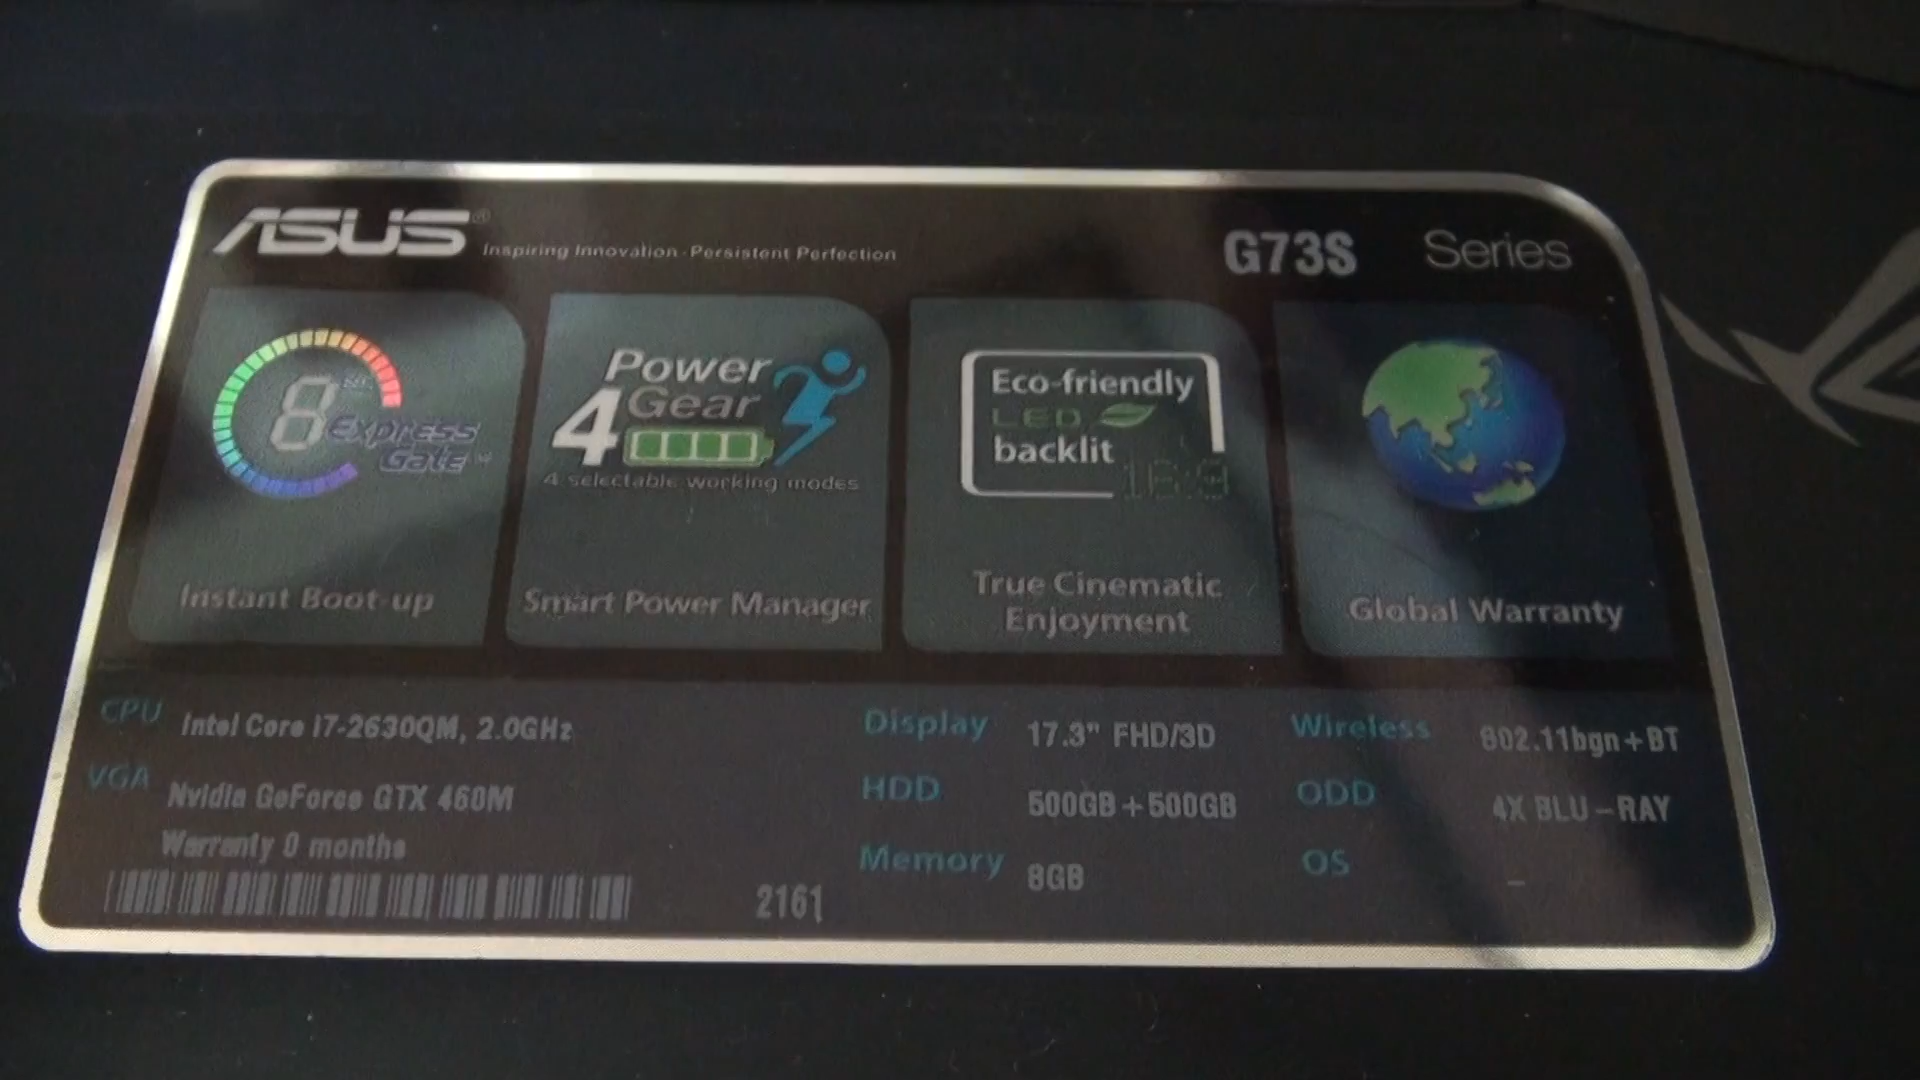 ASUS® Inspiring Innovation · Persistent Perfection
G73S Series
8 SEC. Express Gate™
Instant Boot-up
Power
4 Gear
4 selectable working modes
Smart Power Manager
Eco-friendly
LED
backlit
16:9
True Cinematic
Enjoyment
Global Warranty
CPU Intel Core i7-2630QM, 2.0GHz
VGA Nvidia GeForce GTX 460M
Warranty 0 months
2161
Display 17.3" FHD/3D
HDD 500GB+500GB
Memory 8GB
Wireless 802.11bgn+BT
ODD 4X BLU-RAY
OS –